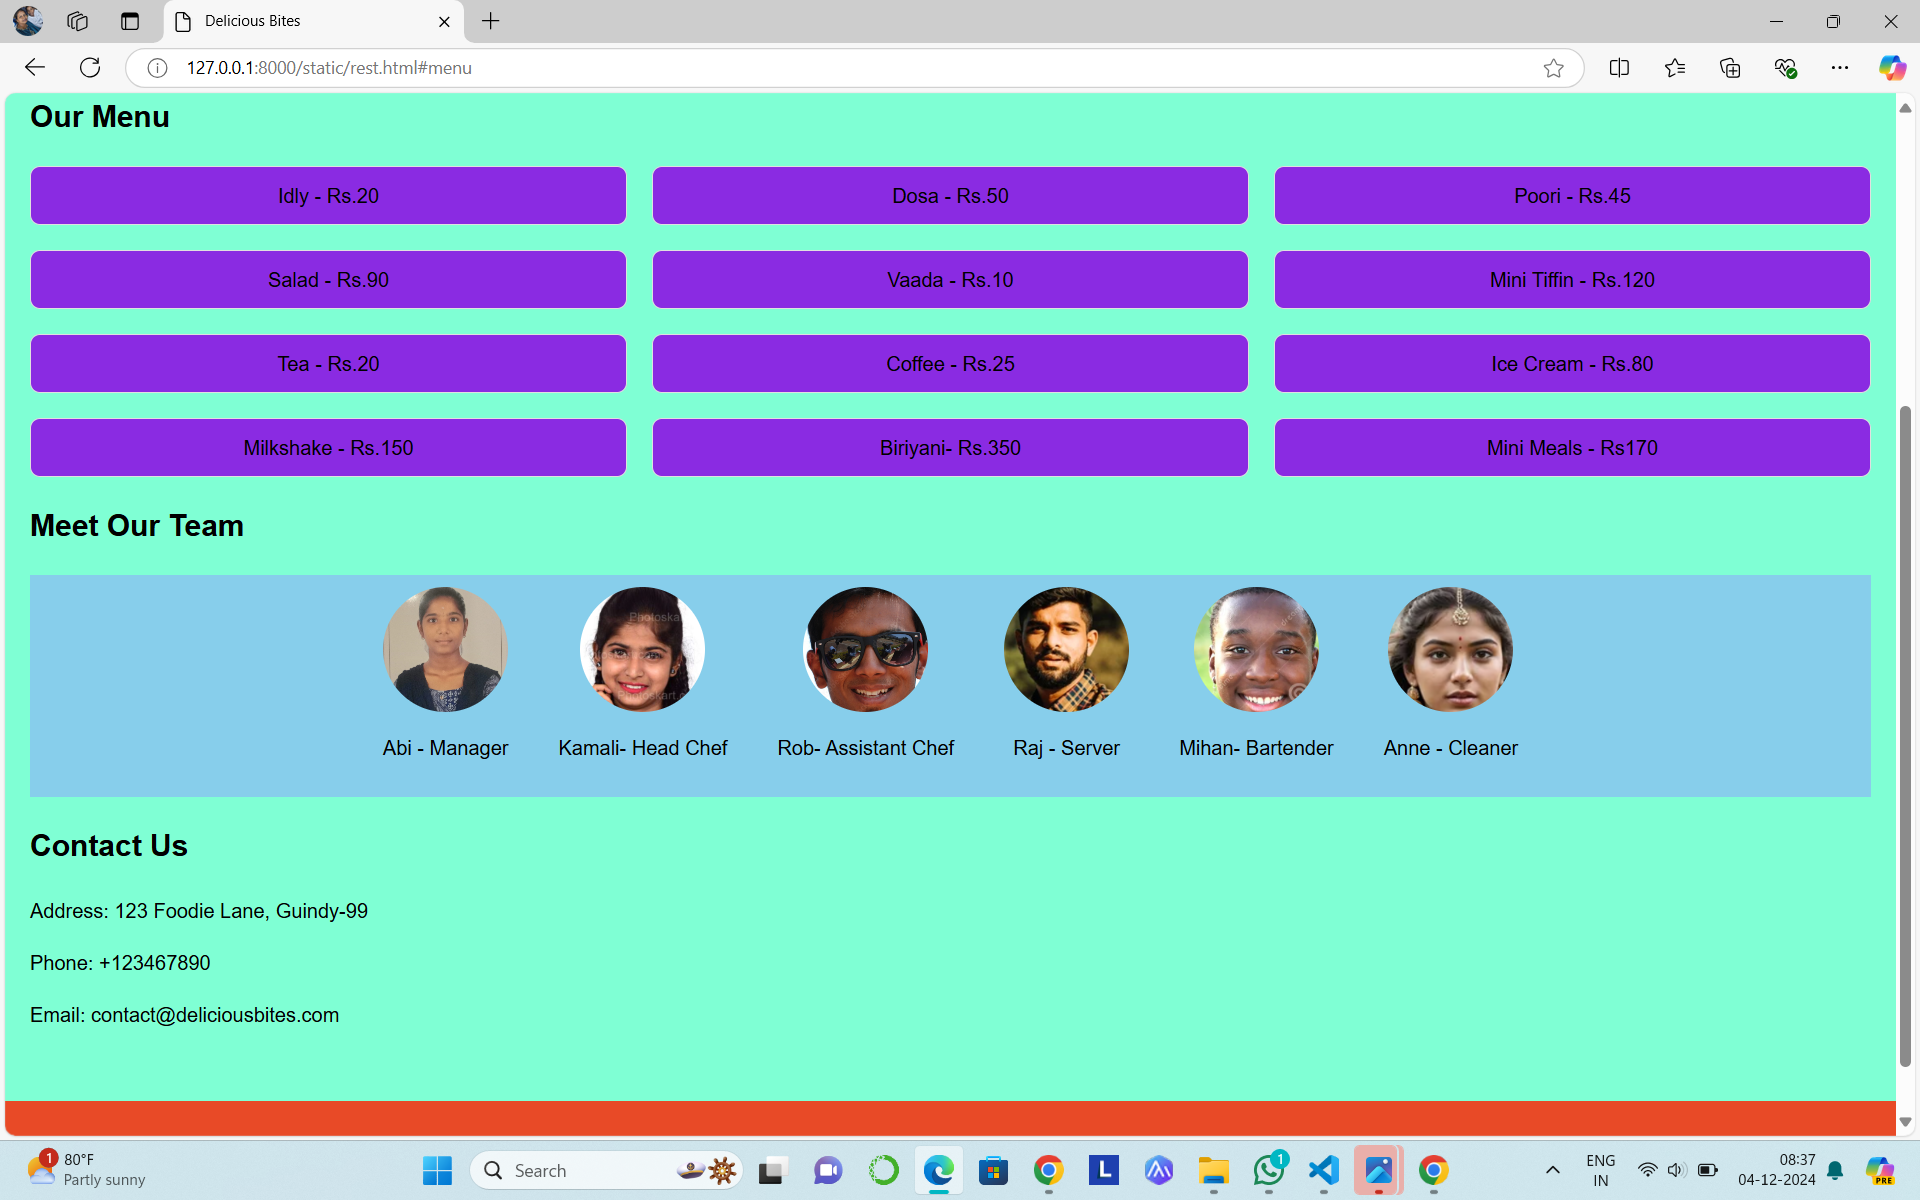 Delicious Bites
127.0.0.1:8000/static/rest.html#menu
Our Menu
Idly - Rs.20
Dosa - Rs.50
Poori - Rs.45
Salad - Rs.90
Vaada - Rs.10
Mini Tiffin - Rs.120
Tea - Rs.20
Coffee - Rs.25
Ice Cream - Rs.80
Milkshake - Rs.150
Biriyani- Rs.350
Mini Meals - Rs170
Meet Our Team
Abi - Manager
Kamali- Head Chef
Rob- Assistant Chef
Raj - Server
Mihan- Bartender
Anne - Cleaner
Contact Us
Address: 123 Foodie Lane, Guindy-99
Phone: +123467890
Email: contact@deliciousbites.com
1
80°F
Partly sunny
Search
L
1
ENG
IN
08:37
04-12-2024
PRE